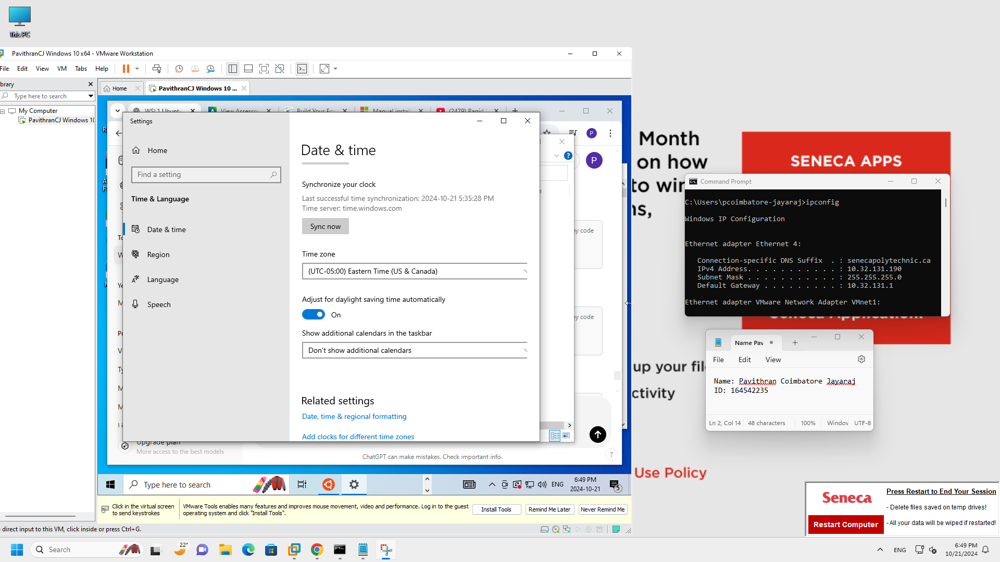 This PC
PavithranCJ Windows 10 x64 - VMware Workstation
File Edit View VM Tabs Help
brary
Type here to search
My Computer
PavithranCJ Windows 10
Home
PavithranCJ Windows 10 ...
WSL1 Ubuntu
View Assessm
Build Your Fo
Manual install
(2479) Rapid
P
Settings
Home
Find a setting
Time & Language
Date & time
Region
Language
Speech
Date & time
Synchronize your clock
Last successful time synchronization: 2024-10-21 5:35:28 PM
Time server: time.windows.com
Sync now
Time zone
(UTC-05:00) Eastern Time (US & Canada)
Adjust for daylight saving time automatically
On
Show additional calendars in the taskbar
Don't show additional calendars
Related settings
Date, time & regional formatting
Add clocks for different time zones
P
py code
py code
Upgrade plan
More access to the best models
ChatGPT can make mistakes. Check important info.
?
Type here to search
ENG
6:49 PM
2024-10-21
5
Click in the virtual screen
to send keystrokes
VMware Tools enables many features and improves mouse movement, video and performance. Log in to the guest
operating system and click "Install Tools".
Install Tools
Remind Me Later
Never Remind Me
direct input to this VM, click inside or press Ctrl+G.
Month
on how
to win
ns,
up your file
ctivity
Use Policy
SENECA APPS
Seneca Application.
Command Prompt
C:\Users\pcoimbatore-jayaraj>ipconfig
Windows IP Configuration
Ethernet adapter Ethernet 4:
Connection-specific DNS Suffix . : senecapolytechnic.ca
IPv4 Address. . . . . . . . . . . : 10.32.131.190
Subnet Mask . . . . . . . . . . . : 255.255.255.0
Default Gateway . . . . . . . . . : 10.32.131.1
Ethernet adapter VMware Network Adapter VMnet1:
Name Pav
File Edit View
Name: Pavithran Coimbatore Jayaraj
ID: 164542235
Ln 2, Col 14 48 characters 100% Window UTF-8
Seneca
Restart Computer
Press Restart to End Your Session
- Delete files saved on temp drives!
- All your data will be wiped if restarted!
22°
Search
ENG
6:49 PM
10/21/2024